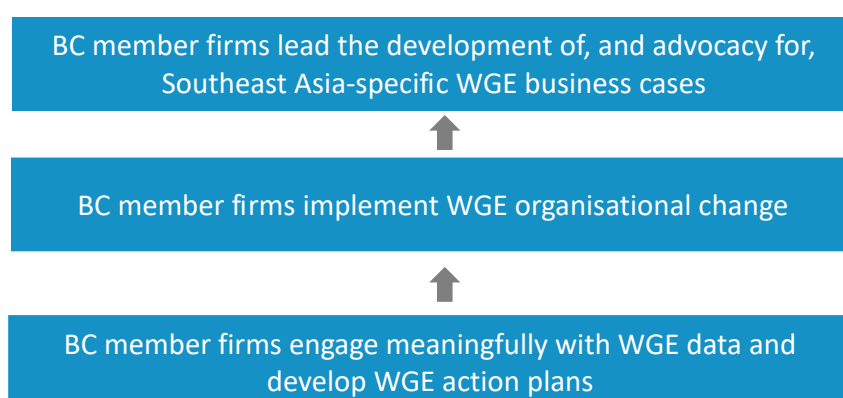 BC member firms lead the development of, and advocacy for,
Southeast Asia-specific WGE business cases
BC member firms implement WGE organisational change
BC member firms engage meaningfully with WGE data and
develop WGE action plans